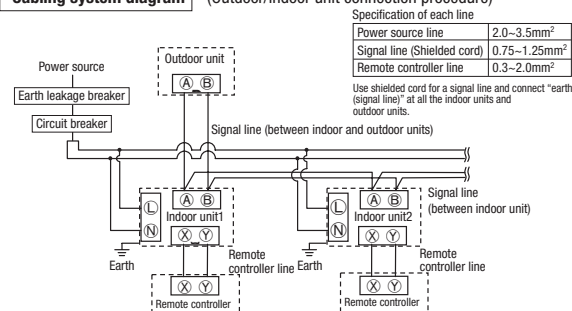 Cabling system diagram (Outdoor/indoor unit connection procedure)
Specification of each line
Power source line 2.0~3.5mm²
Signal line (Shielded cord) 0.75~1.25mm²
Remote controller line 0.3~2.0mm²
Use shielded cord for a signal line and connect “earth
(signal line)” at all the indoor units and
outdoor units.
Power source
Earth leakage breaker
Circuit breaker
Outdoor unit
A B
Signal line (between indoor and outdoor units)
A B
Indoor unit1
L
N
X Y
Earth
Remote
controller line
X Y
Remote controller
A B
Indoor unit2
L
N
X Y
Earth
Signal line
(between indoor unit)
Remote
controller line
X Y
Remote controller